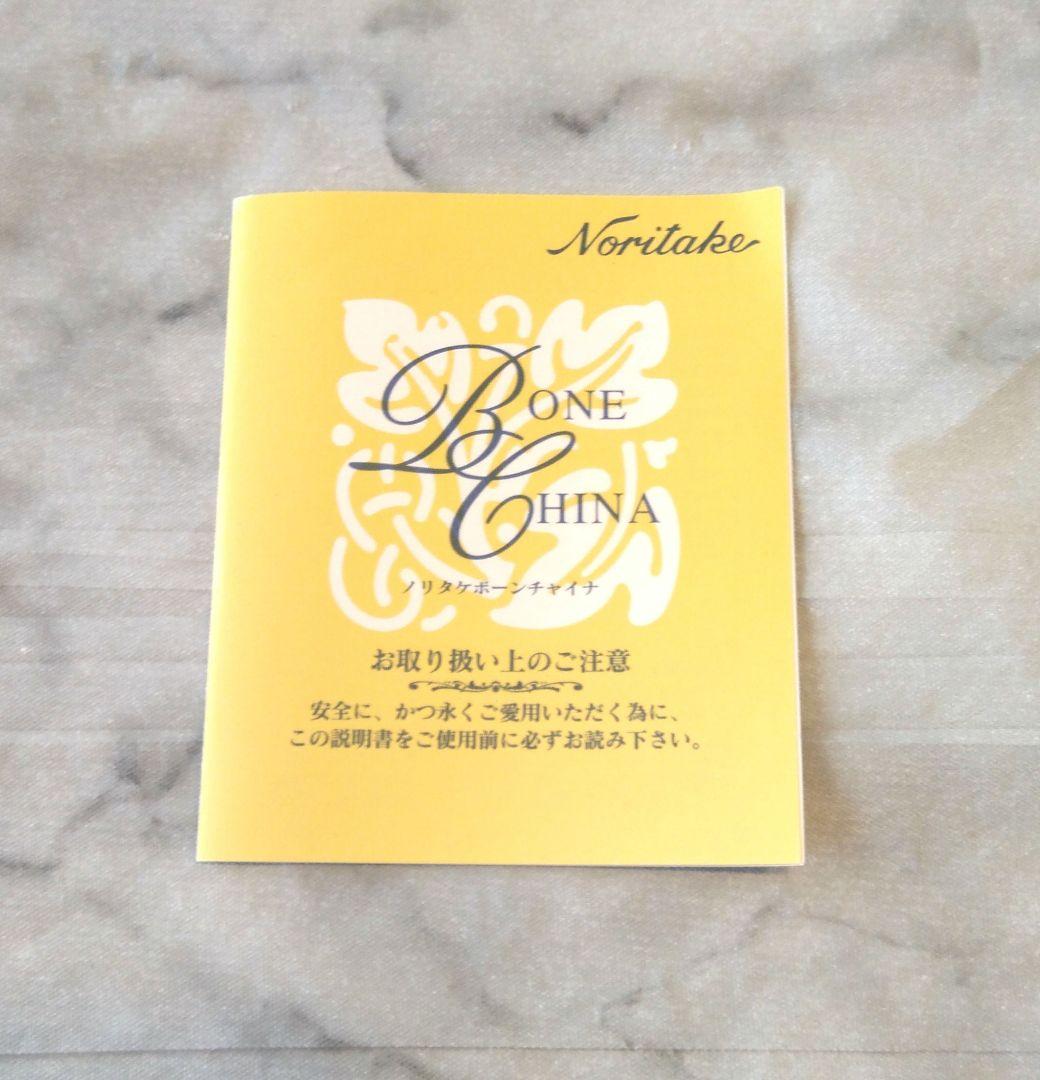 Noritake
BONE
CHINA
ノリタケボーンチャイナ
お取り扱い上のご注意
安全に、かつ永くご愛用いただく為に、
この説明書をご使用前に必ずお読み下さい。